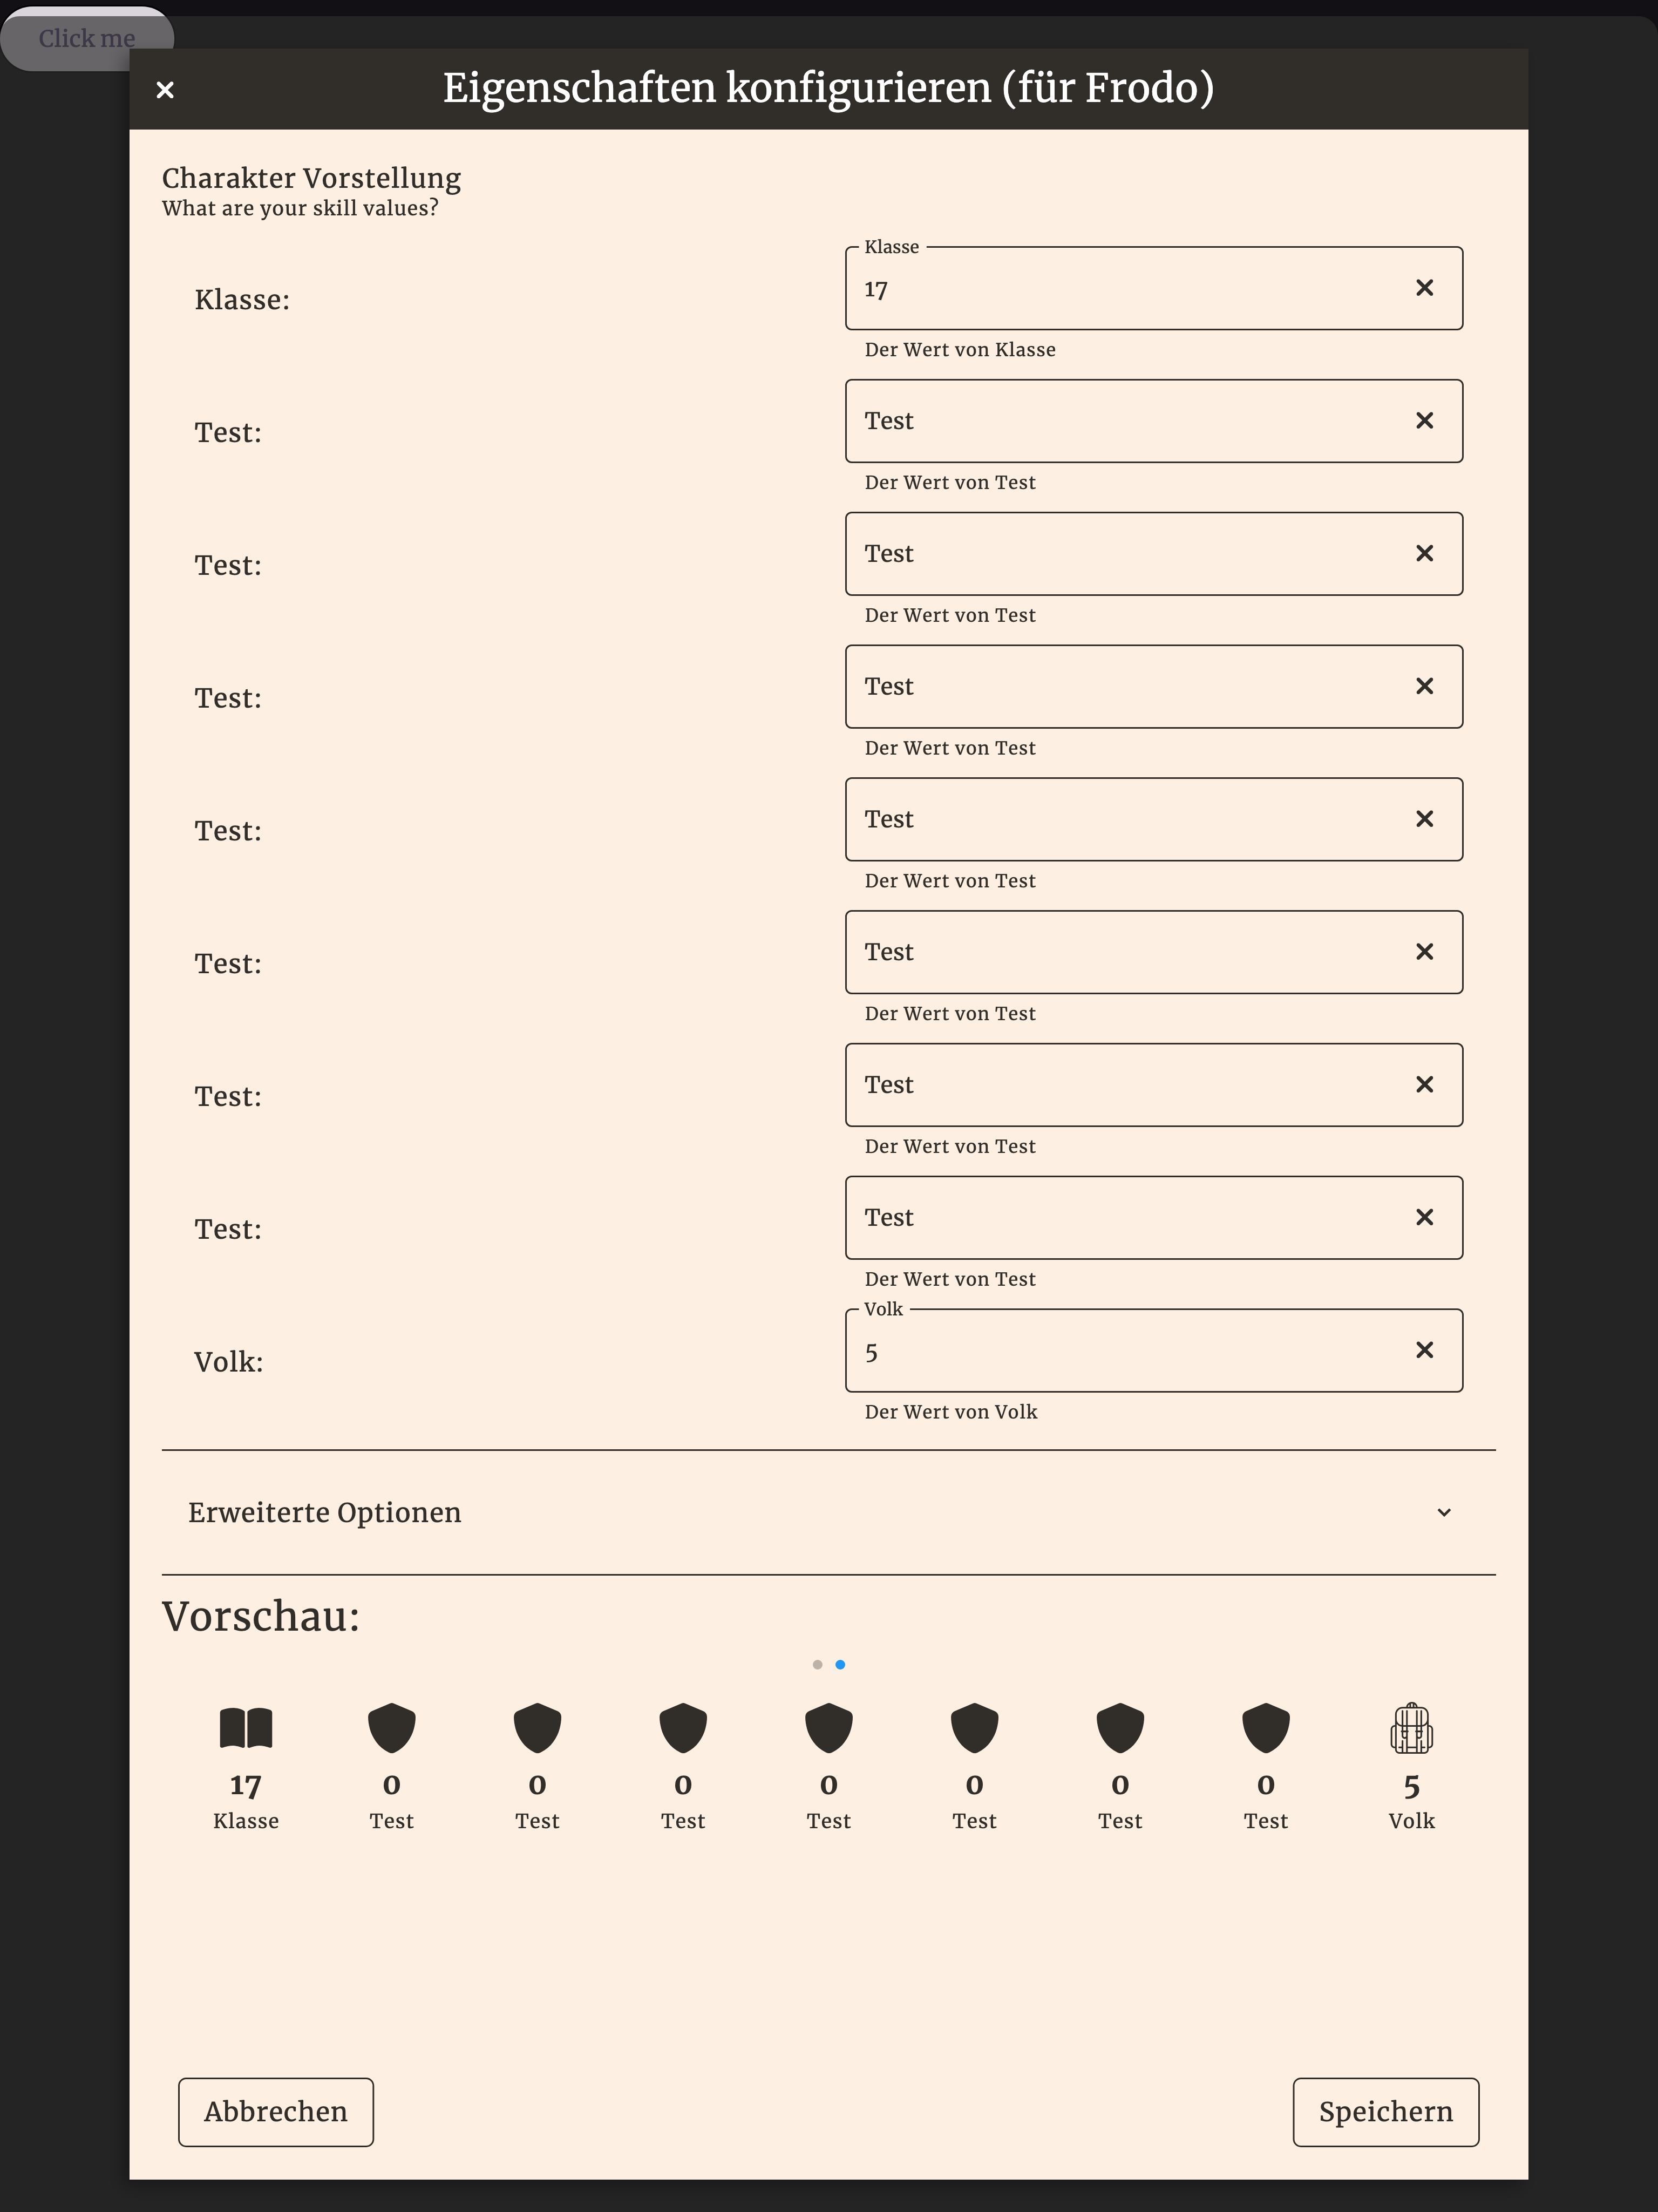 Click me
Eigenschaften konfigurieren (für Frodo)
Charakter Vorstellung
What are your skill values?
Klasse
Klasse:
17
Der Wert von Klasse
Test:
Test
Der Wert von Test
Test:
Test
Der Wert von Test
Test:
Test
Der Wert von Test
Test:
Test
Der Wert von Test
Test:
Test
Der Wert von Test
Test:
Test
Der Wert von Test
Test:
Test
Der Wert von Test
Volk
Volk:
5
Der Wert von Volk
Erweiterte Optionen
Vorschau:
17 0 0 0 0 0 0 0 5
Klasse Test Test Test Test Test Test Test Volk
Abbrechen
Speichern